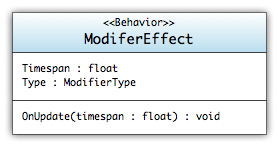 <<Behavior>>
ModiferEffect
Timespan : float
Type : ModifierType
OnUpdate(timespan : float) : void